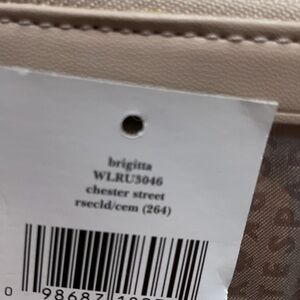 brigitta
WLRU3046
chester street
rsecld/cem (264)
0 98687